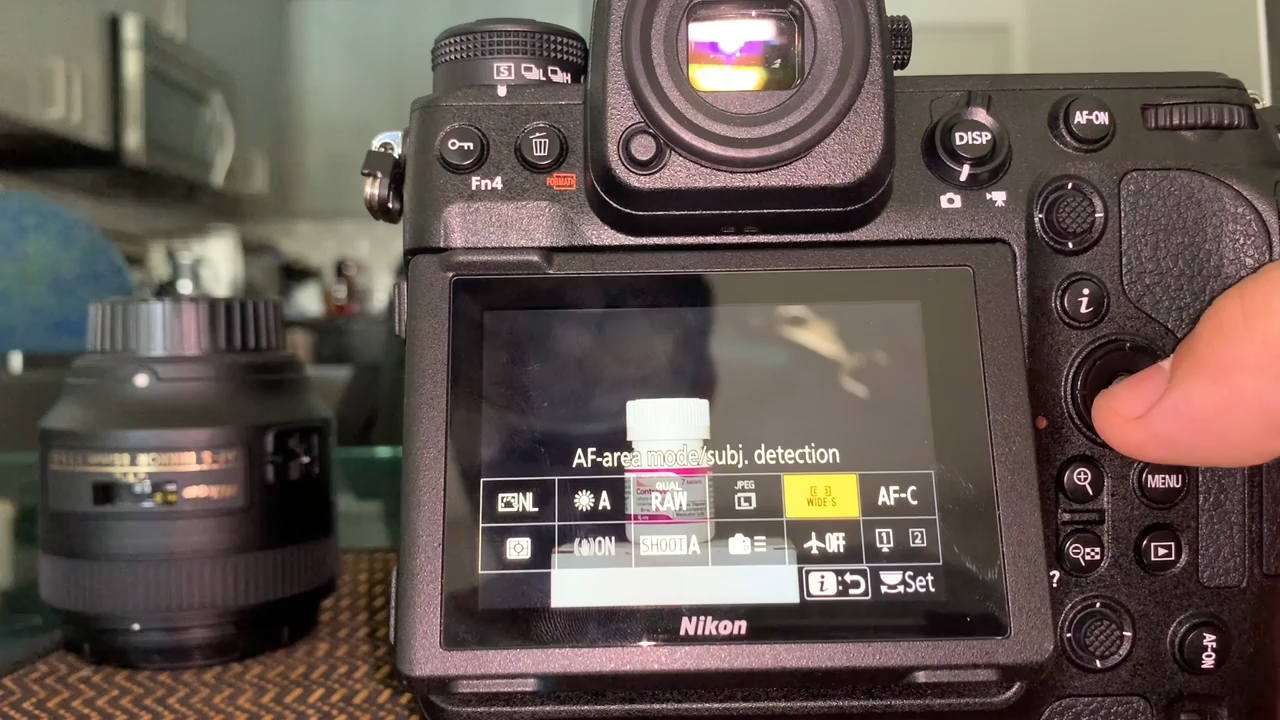 S L H
DISP
AF-ON
Fn4
FORMAT
i
AF-area mode/subj. detection
NL A QUAL RAW JPEG L WIDE-S AF-C
ON SHOOT A OFF 1 2
i Set
Nikon
MENU
?
AF-ON
Nikon